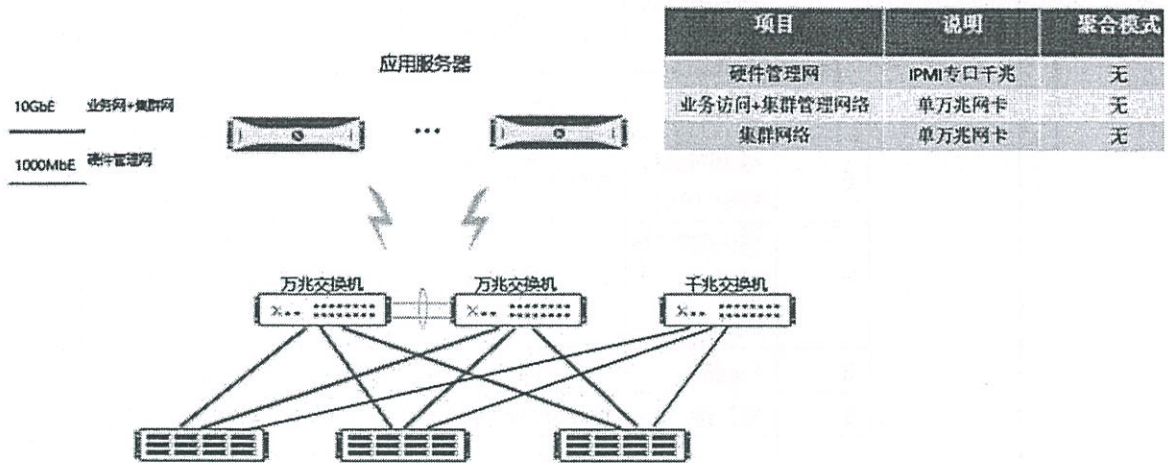 项目 说明 聚合模式
硬件管理网 IPMI专口千兆 无
业务访问+集群管理网络 单万兆网卡 无
集群网络 单万兆网卡 无
应用服务器
10GbE 业务网+集群网
1000MbE 硬件管理网
万兆交换机 万兆交换机 千兆交换机